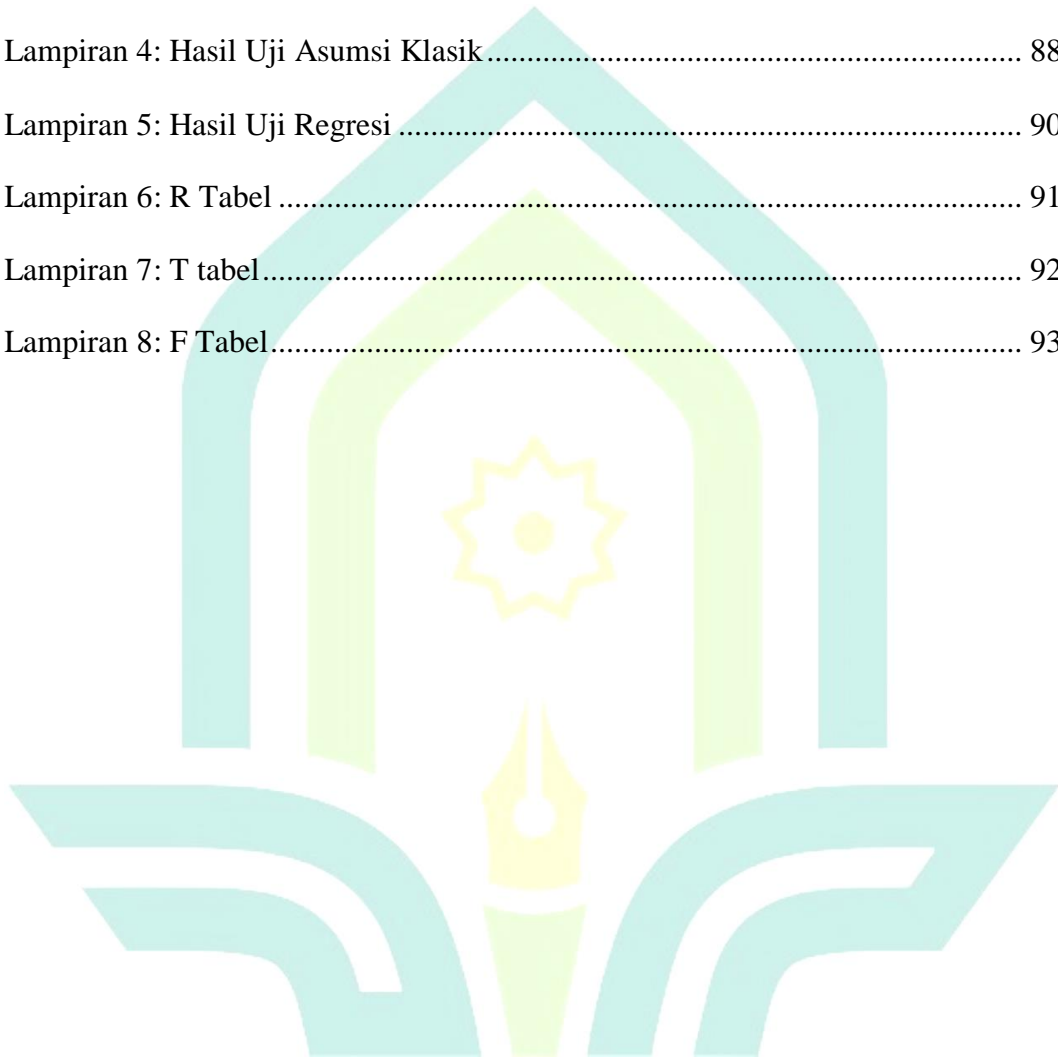 Lampiran 4: Hasil Uji Asumsi Klasik.................................................................. 88
Lampiran 5: Hasil Uji Regresi ............................................................................. 90
Lampiran 6: R Tabel ............................................................................................ 91
Lampiran 7: T tabel.............................................................................................. 92
Lampiran 8: F Tabel............................................................................................. 93